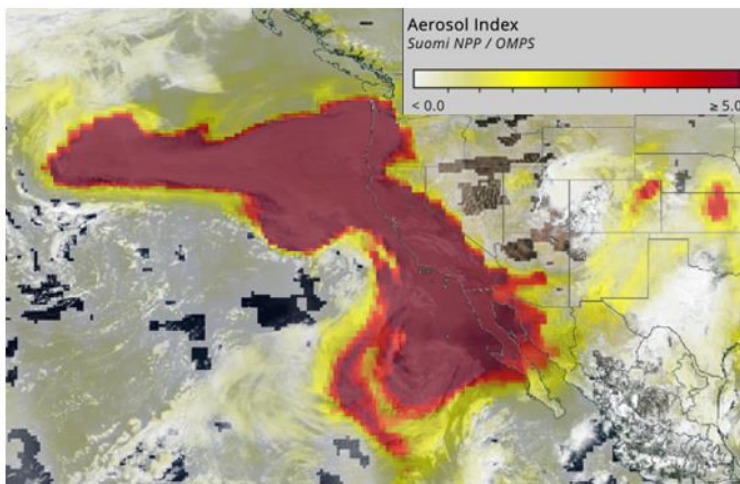 Aerosol Index
Suomi NPP / OMPS
< 0.0
≥ 5.0